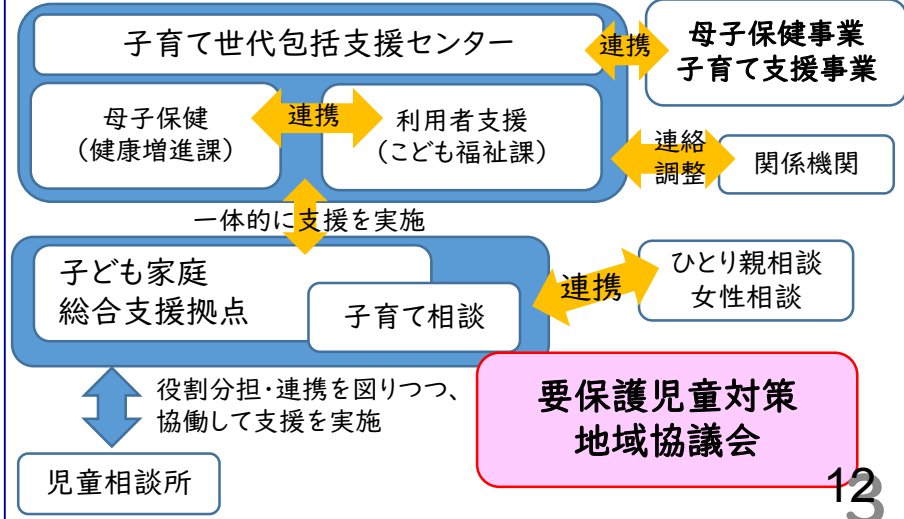 子育て世代包括支援センター
連携
母子保健事業
子育て支援事業
母子保健
(健康増進課)
連携
利用者支援
(こども福祉課)
連絡
調整
関係機関
一体的に支援を実施
子ども家庭
総合支援拠点
子育て相談
連携
ひとり親相談
女性相談
役割分担・連携を図りつつ、
協働して支援を実施
要保護児童対策
地域協議会
児童相談所
12
3